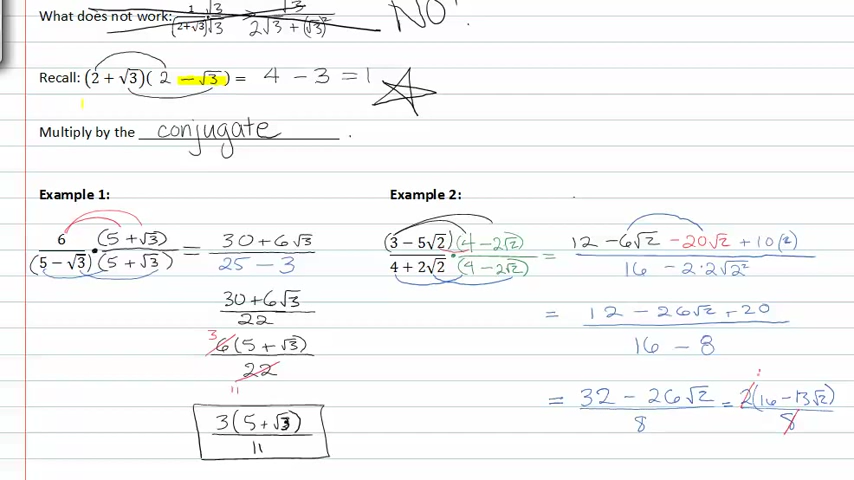 What does not work: 1 √3 / (2+√3)√3 √3 / 2√3 + (√3)² NO!
Recall: (2 + √3)( 2 − √3) = 4 − 3 = 1
Multiply by the conjugate .
Example 1:
6 / (5 − √3) • (5 + √3) / (5 + √3) = 30 + 6√3 / 25 − 3
30 + 6√3 / 22
3 6(5 + √3) / 22 11
3(5 + √3) / 11
Example 2:
(3 − 5√2) / 4 + 2√2 • (4 − 2√2) / (4 − 2√2) = 12 − 6√2 − 20√2 + 10(2) / 16 − 2·2√2²
= 12 − 26√2 + 20 / 16 − 8
= 32 − 26√2 / 8 = 2(16 − 13√2) / 8